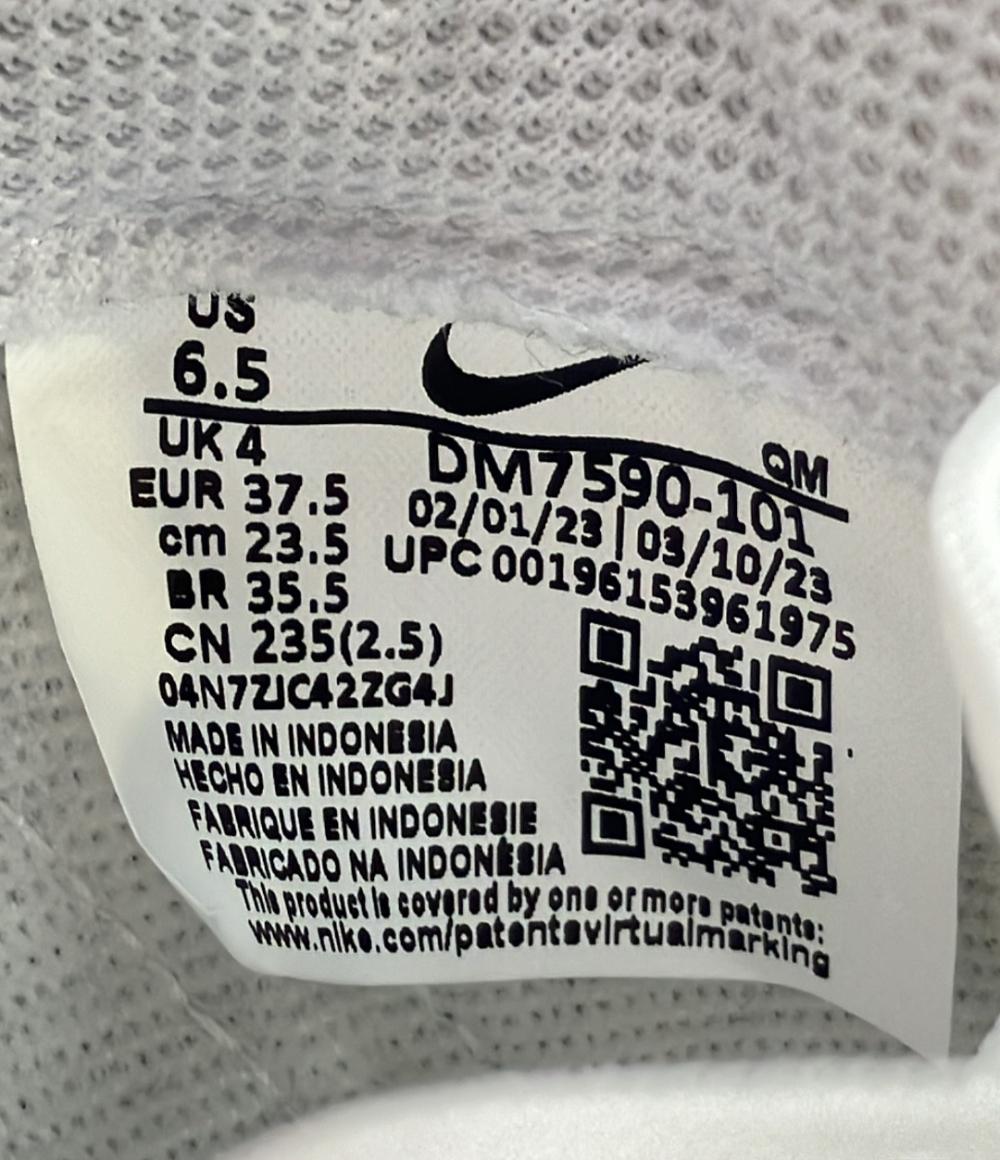 US
6.5
QM
UK 4
DM7590-101
EUR 37.5
02/01/23 | 03/10/23
cm 23.5
UPC 00196153961975
BR 35.5
CN 235(2.5)
04N7ZJC42ZG4J
MADE IN INDONESIA
HECHO EN INDONESIA
FABRIQUE EN INDONESIE
FABRICADO NA INDONÉSIA
This product is covered by one or more patents:
www.nike.com/patentsvirtualmarking